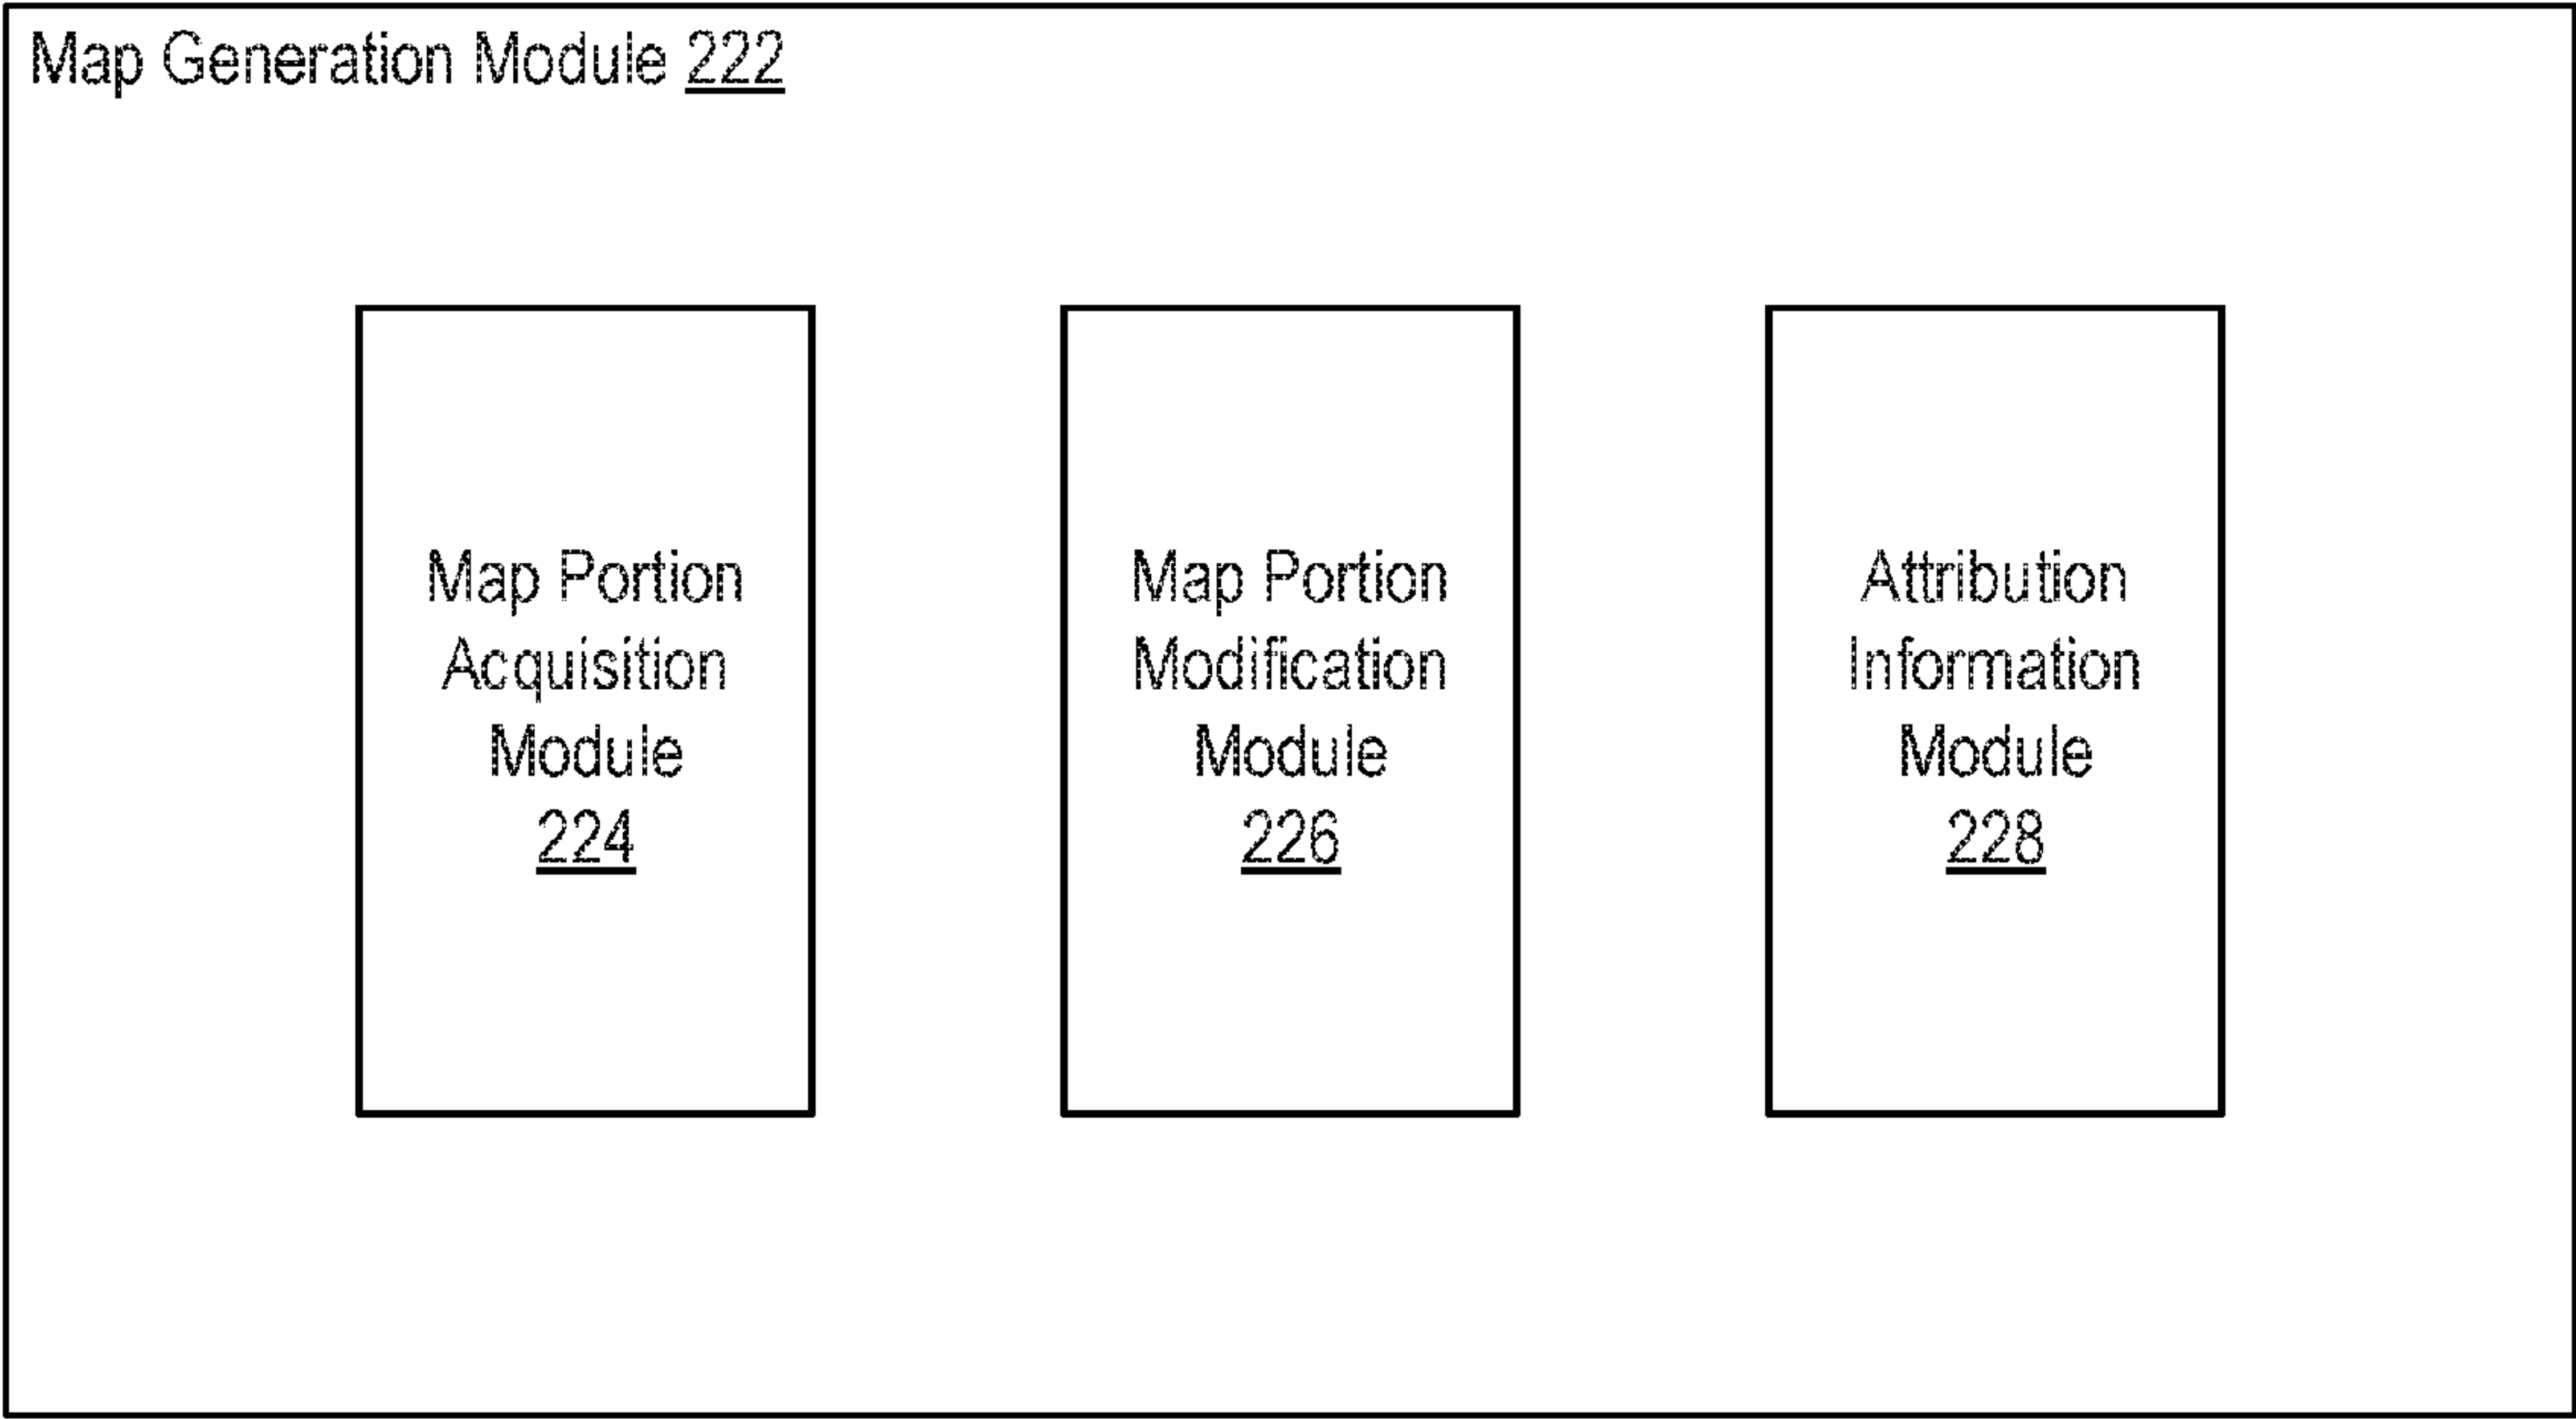 Map Generation Module 222
Map Portion
Acquisition
Module
224
Map Portion
Modification
Module
226
Attribution
Information
Module
228